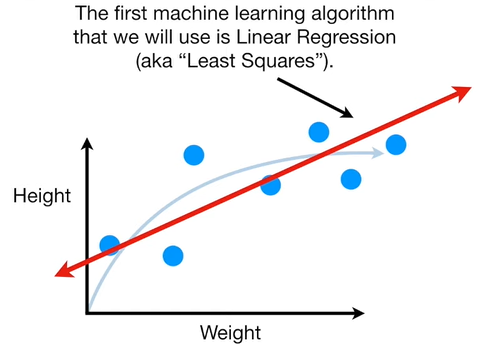 The first machine learning algorithm
that we will use is Linear Regression
(aka “Least Squares”).
Height
Weight